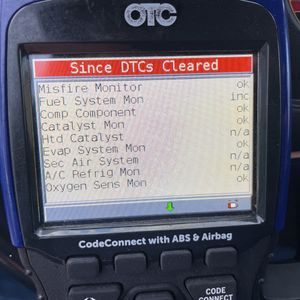 OTC
Since DTCs Cleared
Misfire Monitor ok
Fuel System Mon inc
Comp Component ok
Catalyst Mon ok
Htd Catalyst n/a
Evap System Mon ok
Sec Air System n/a
A/C Refrig Mon n/a
Oxygen Sens Mon ok
CodeConnect with ABS & Airbag
CODE
CONNECT